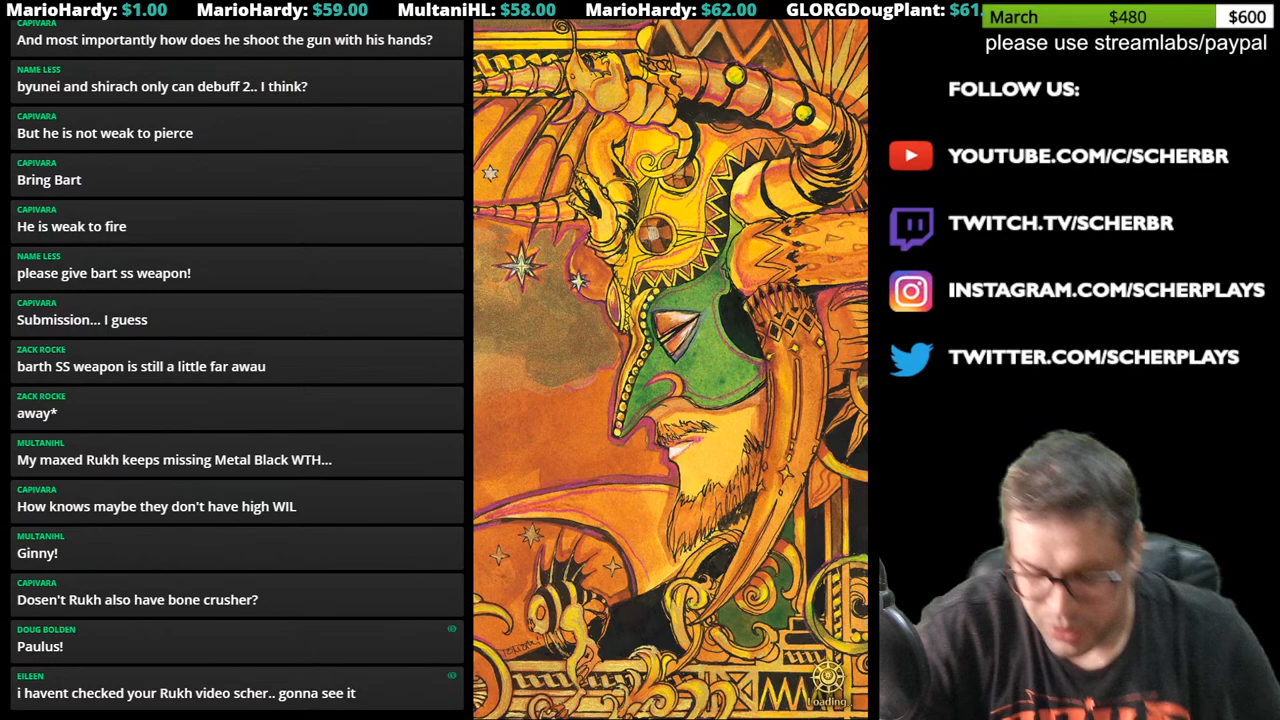 MarioHardy: $1.00 MarioHardy: $59.00 MultaniHL: $58.00 MarioHardy: $62.00 GLORGDougPlant: $61.
March $480 $600
please use streamlabs/paypal
CAPIVARA
And most importantly how does he shoot the gun with his hands?
NAME LESS
byunei and shirach only can debuff 2.. I think?
CAPIVARA
But he is not weak to pierce
CAPIVARA
Bring Bart
CAPIVARA
He is weak to fire
NAME LESS
please give bart ss weapon!
CAPIVARA
Submission... I guess
ZACK ROCKE
barth SS weapon is still a little far awau
ZACK ROCKE
away*
MULTANIHL
My maxed Rukh keeps missing Metal Black WTH...
CAPIVARA
How knows maybe they don't have high WIL
MULTANIHL
Ginny!
CAPIVARA
Dosen't Rukh also have bone crusher?
DOUG BOLDEN
Paulus!
EILEEN
i havent checked your Rukh video scher.. gonna see it
Loading..
FOLLOW US:
YOUTUBE.COM/C/SCHERBR
TWITCH.TV/SCHERBR
INSTAGRAM.COM/SCHERPLAYS
TWITTER.COM/SCHERPLAYS